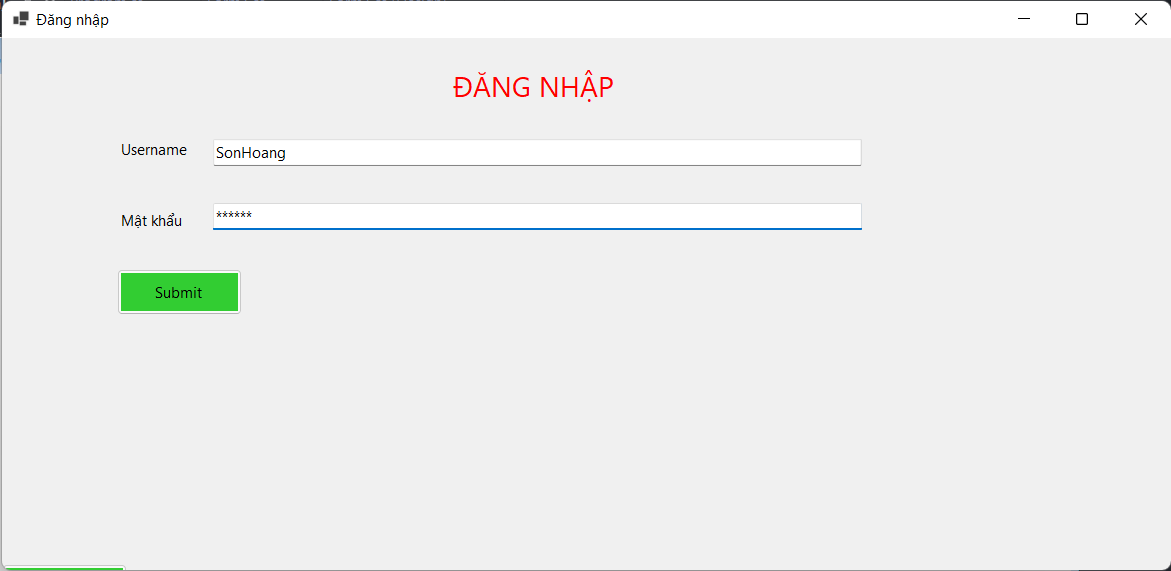 Đăng nhập
ĐĂNG NHẬP
Username SonHoang
Mật khẩu ******
Submit